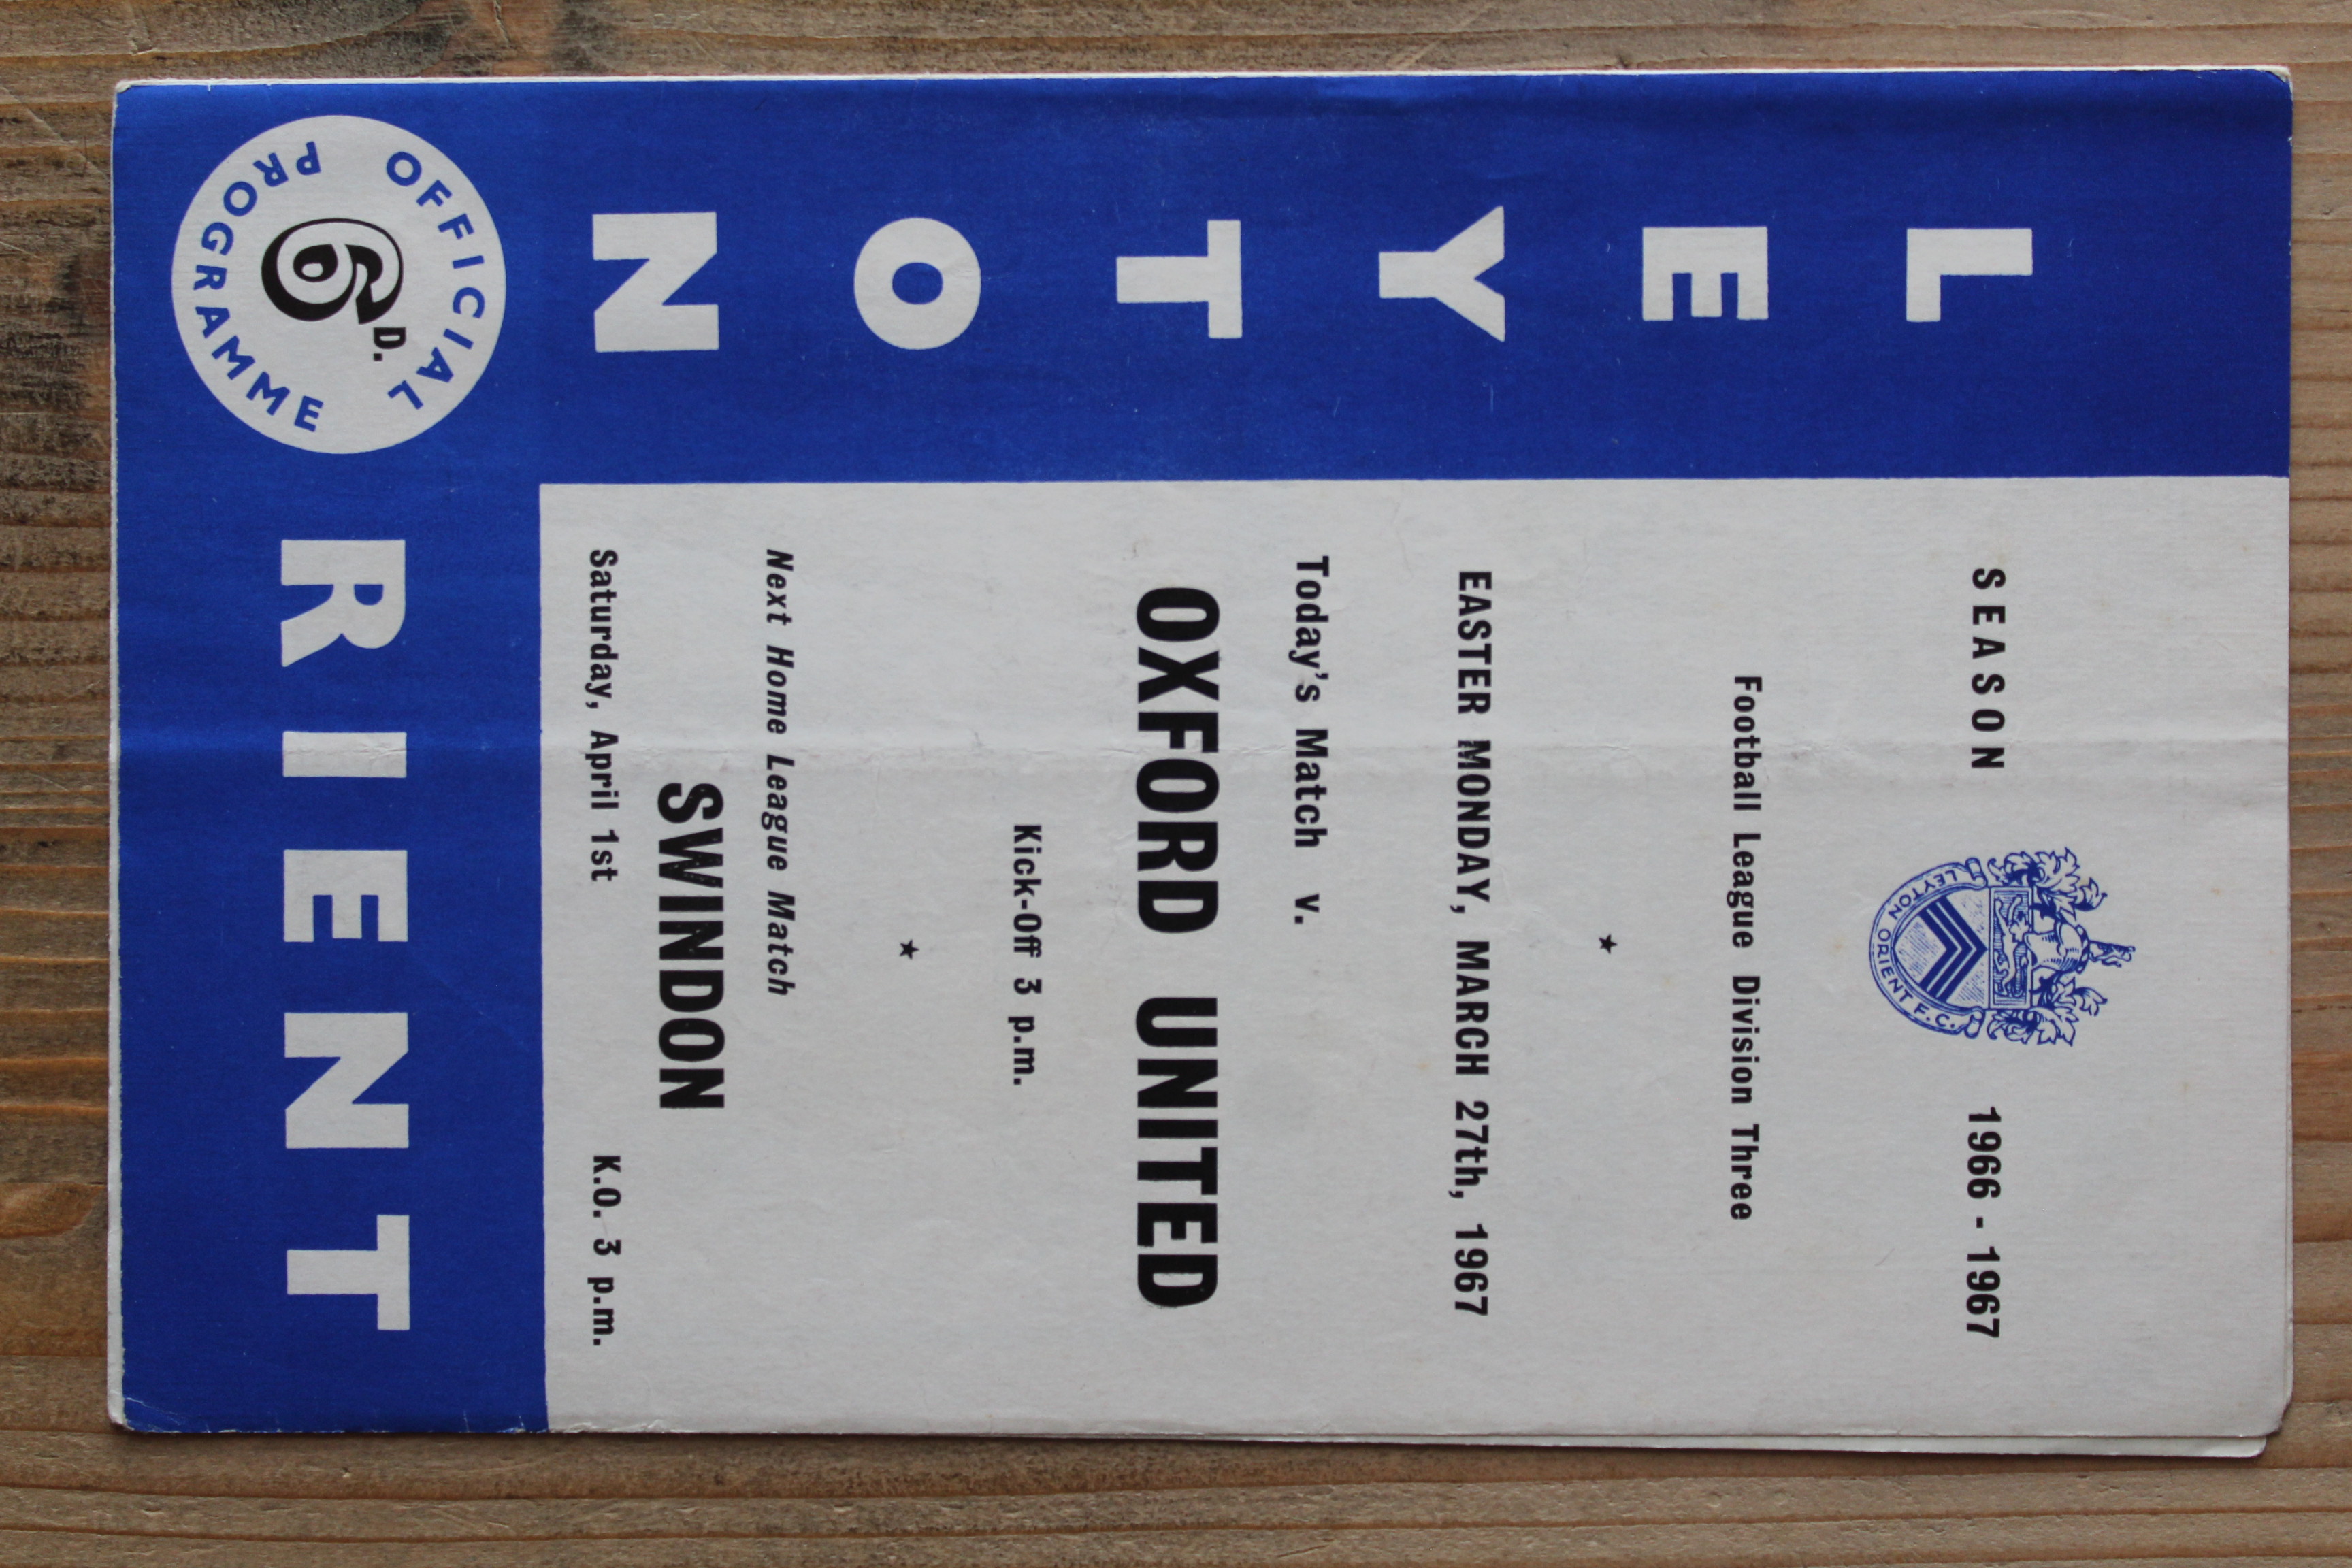 LEYTON
SEASON 1966 - 1967
LEYTON ORIENT F.C.
Football League Division Three
★
EASTER MONDAY, MARCH 27th, 1967
Today's Match v.
OXFORD UNITED
Kick-Off 3 p.m.
★
Next Home League Match
SWINDON
Saturday, April 1st K.O. 3 p.m.
OFFICIAL
6D.
PROGRAMME
RIENT